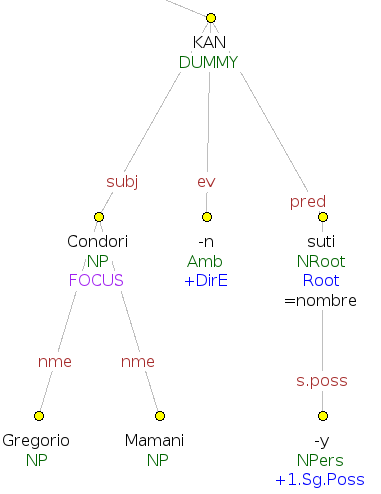 KAN
DUMMY
subj
ev
pred
Condori
NP
FOCUS
-n
Amb
+DirE
suti
NRoot
Root
=nombre
nme
nme
s.poss
Gregorio
NP
Mamani
NP
-y
NPers
+1.Sg.Poss